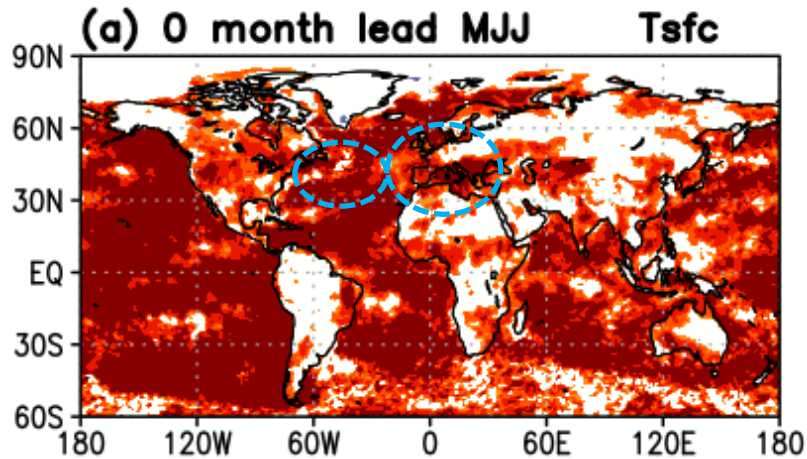 (a) 0 month lead MJJ Tsfc
90N
60N
30N
EQ
30S
60S
180 120W 60W 0 60E 120E 180